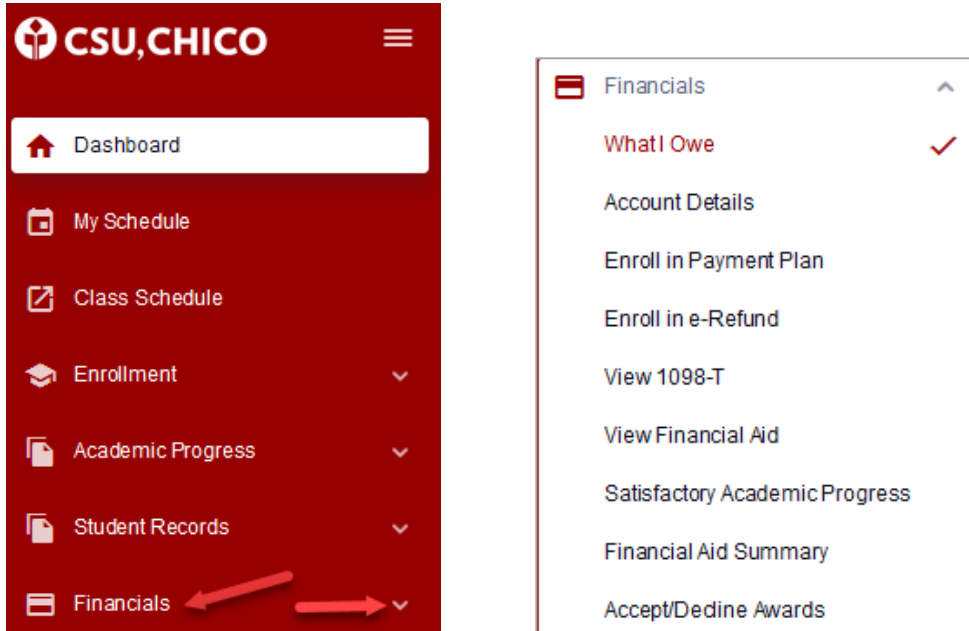 CSU,CHICO
Dashboard
My Schedule
Class Schedule
Enrollment
Academic Progress
Student Records
Financials
Financials
What I Owe
Account Details
Enroll in Payment Plan
Enroll in e-Refund
View 1098-T
View Financial Aid
Satisfactory Academic Progress
Financial Aid Summary
Accept/Decline Awards